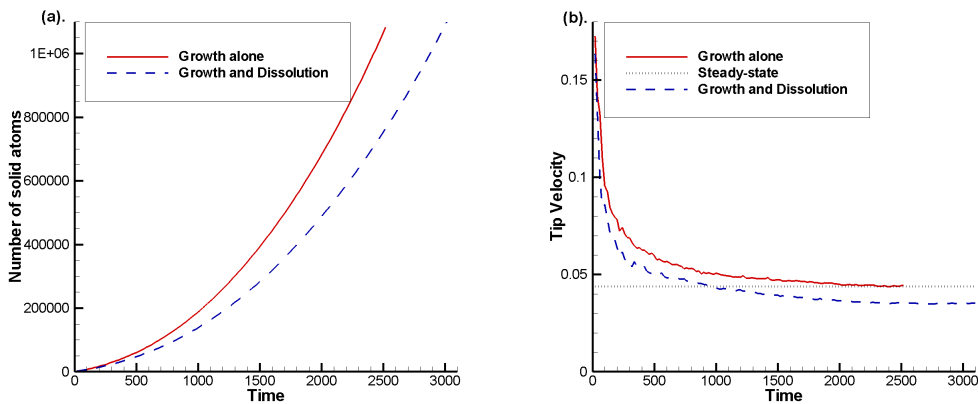 (a).
Growth alone
Growth and Dissolution
1E+06
800000
600000
400000
200000
0
Number of solid atoms
0 500 1000 1500 2000 2500 3000
Time
(b).
Growth alone
Steady-state
Growth and Dissolution
0.15
0.1
0.05
0
Tip Velocity
0 500 1000 1500 2000 2500 3000
Time